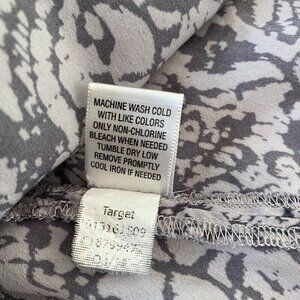 MACHINE WASH COLD
WITH LIKE COLORS
ONLY NON-CHLORINE
BLEACH WHEN NEEDED
TUMBLE DRY LOW
REMOVE PROMPTLY
COOL IRON IF NEEDED
Target